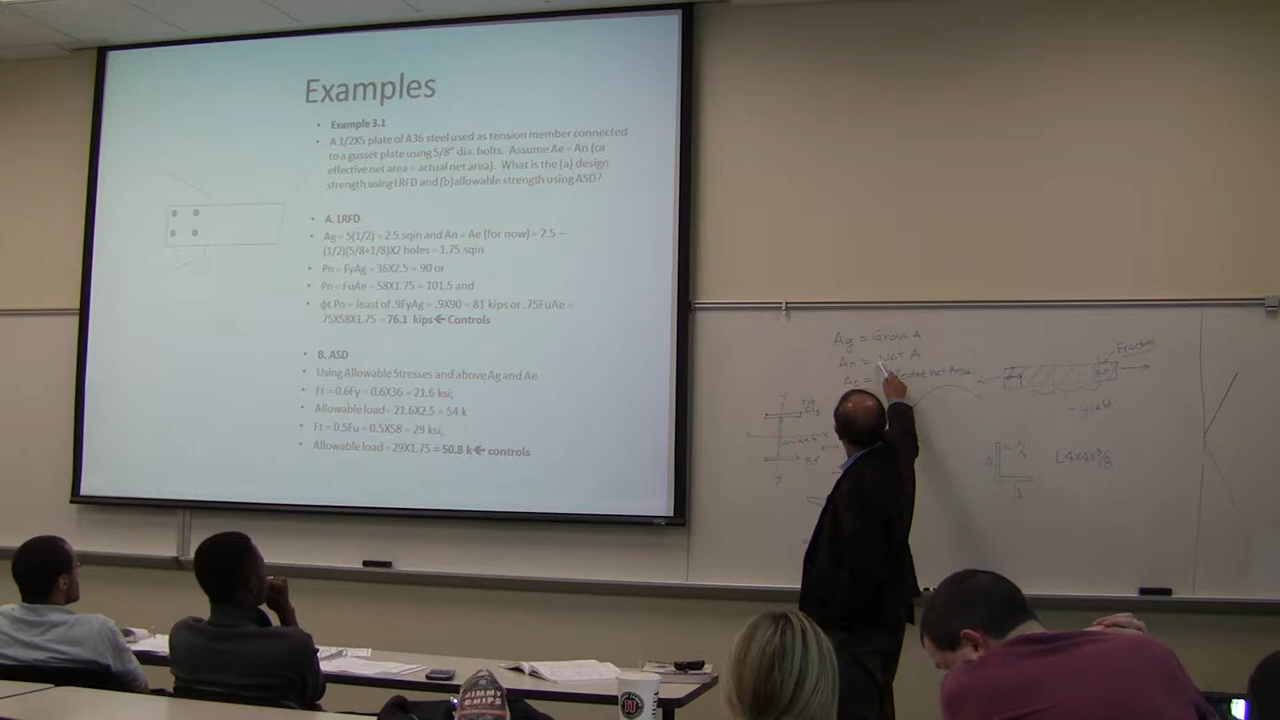 Examples
• Example 3.1
• A 1/2X5 plate of A36 steel used as tension member connected
to a gusset plate using 5/8" dia. bolts. Assume Ae = An (or
effective net area = actual net area). What is the (a) design
strength using LRFD and (b)allowable strength using ASD?
• A. LRFD
• Ag = 5(1/2) = 2.5 sqin and An = Ae (for now) = 2.5 –
(1/2)(5/8+1/8)X2 holes = 1.75 sqin
• Pn = FyAg = 36X2.5 = 90 or
• Pn = FuAe = 58X1.75 = 101.5 and
• ϕt Pn = least of .9FyAg = .9X90 = 81 kips or .75FuAe =
.75X58X1.75 = 76.1 kips← Controls
• B. ASD
• Using Allowable Stresses and above Ag and Ae
• Ft = 0.6Fy = 0.6X36 = 21.6 ksi;
• Allowable load = 21.6X2.5 = 54 k
• Ft = 0.5Fu = 0.5X58 = 29 ksi;
• Allowable load = 29X1.75 = 50.8 k← controls
Ag = Gross A
An = Net A
Ae = Net Area
Fracture
yield
L4x4x3/8
JIMMY
CHIPS